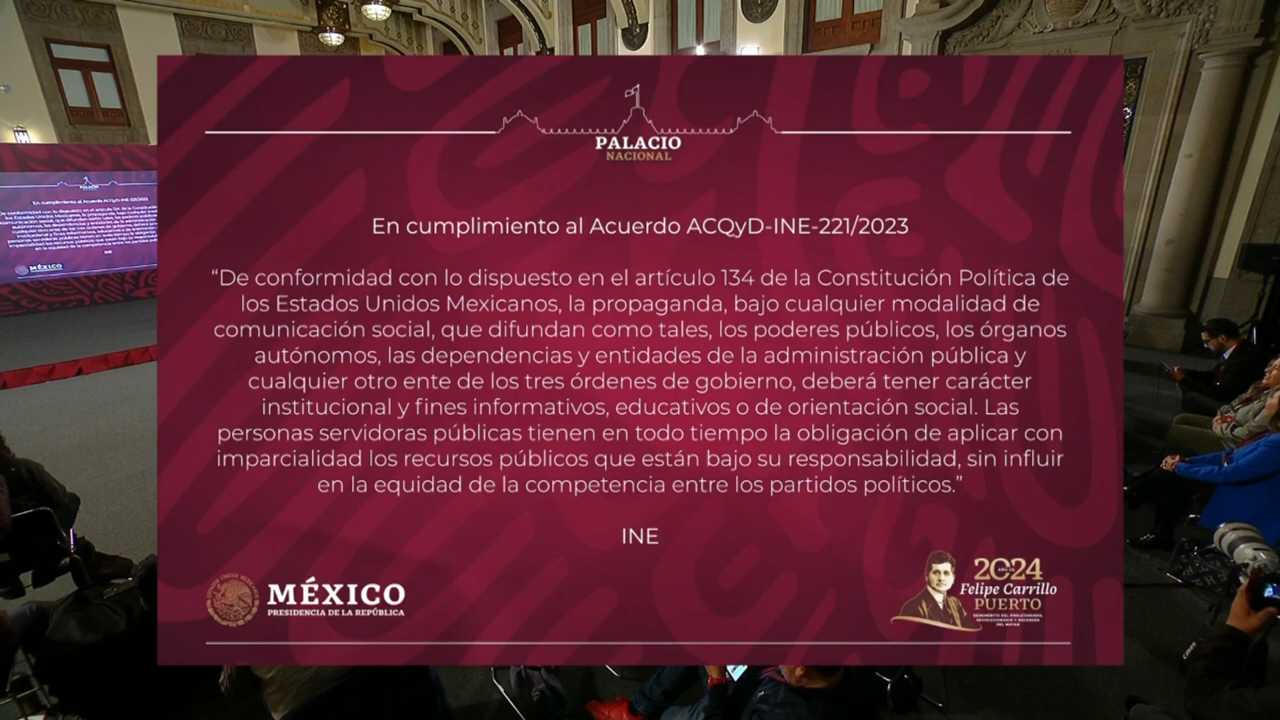 PALACIO
NACIONAL
En cumplimiento al Acuerdo ACQyD-INE-221/2023
“De conformidad con lo dispuesto en el artículo 134 de la Constitución Política de
los Estados Unidos Mexicanos, la propaganda, bajo cualquier modalidad de
comunicación social, que difundan como tales, los poderes públicos, los órganos
autónomos, las dependencias y entidades de la administración pública y
cualquier otro ente de los tres órdenes de gobierno, deberá tener carácter
institucional y fines informativos, educativos o de orientación social. Las
personas servidoras públicas tienen en todo tiempo la obligación de aplicar con
imparcialidad los recursos públicos que están bajo su responsabilidad, sin influir
en la equidad de la competencia entre los partidos políticos.”
INE
MÉXICO
PRESIDENCIA DE LA REPÚBLICA
2024
Felipe Carrillo
PUERTO